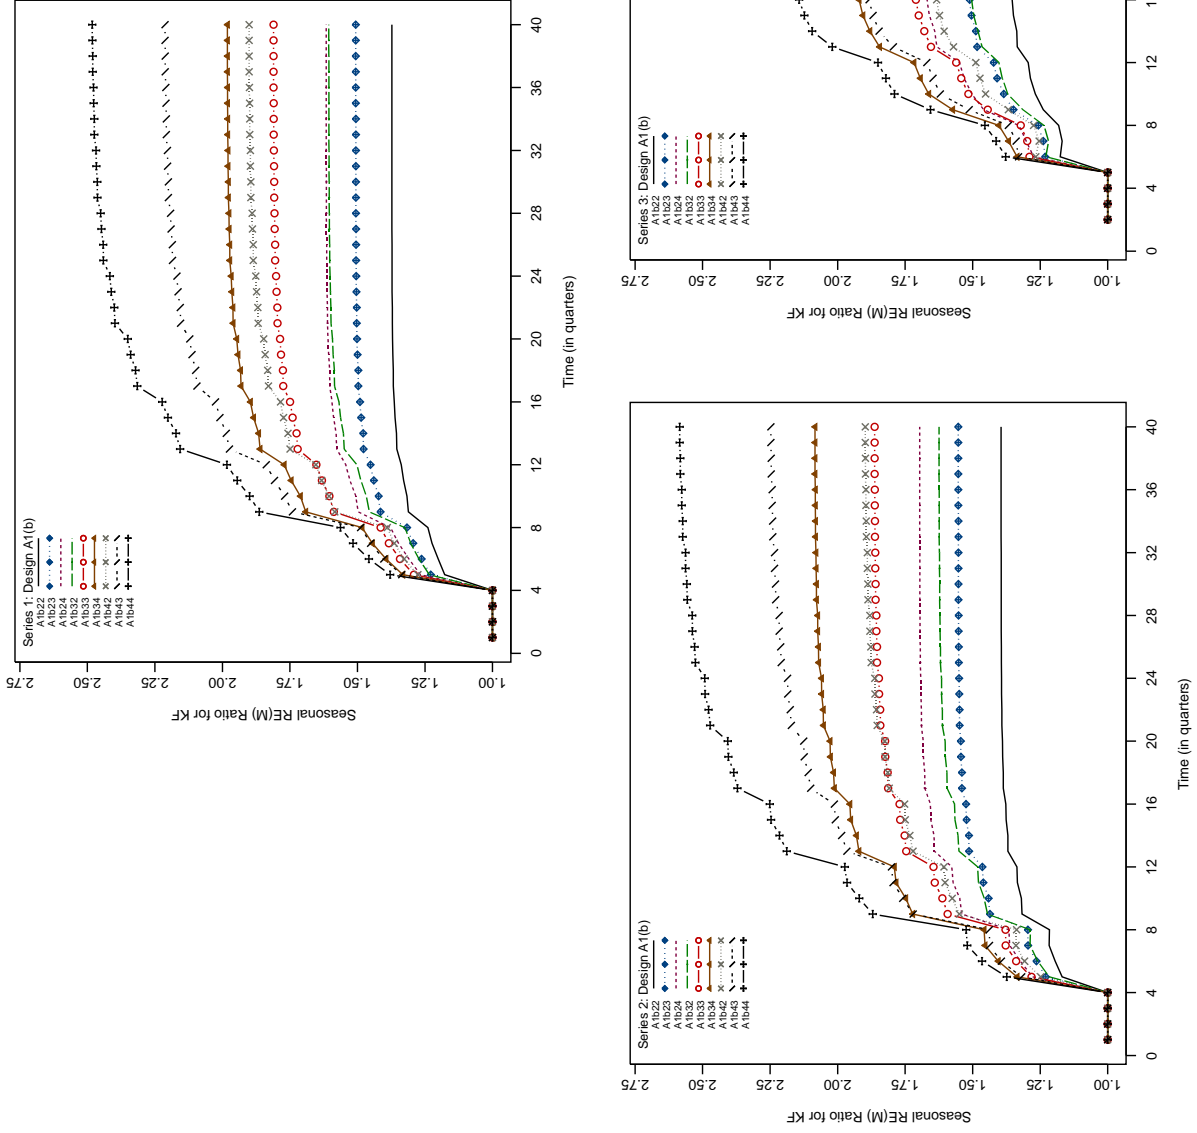 Series 1: Design A1(b)
A1b22
A1b23
A1b24
A1b32
A1b33
A1b34
A1b42
A1b43
A1b44
2.75
2.50
2.25
2.00
1.75
1.50
1.25
1.00
Seasonal RE(M) Ratio for KF
0
4
8
12
16
20
24
28
32
36
40
Time (in quarters)
Series 2: Design A1(b)
A1b22
A1b23
A1b24
A1b32
A1b33
A1b34
A1b42
A1b43
A1b44
2.75
2.50
2.25
2.00
1.75
1.50
1.25
1.00
Seasonal RE(M) Ratio for KF
0
4
8
12
16
20
24
28
32
36
40
Time (in quarters)
Series 3: Design A1(b)
A1b22
A1b23
A1b24
A1b32
A1b33
A1b34
A1b42
A1b43
A1b44
2.75
2.50
2.25
2.00
1.75
1.50
1.25
1.00
Seasonal RE(M) Ratio for KF
0
4
8
12